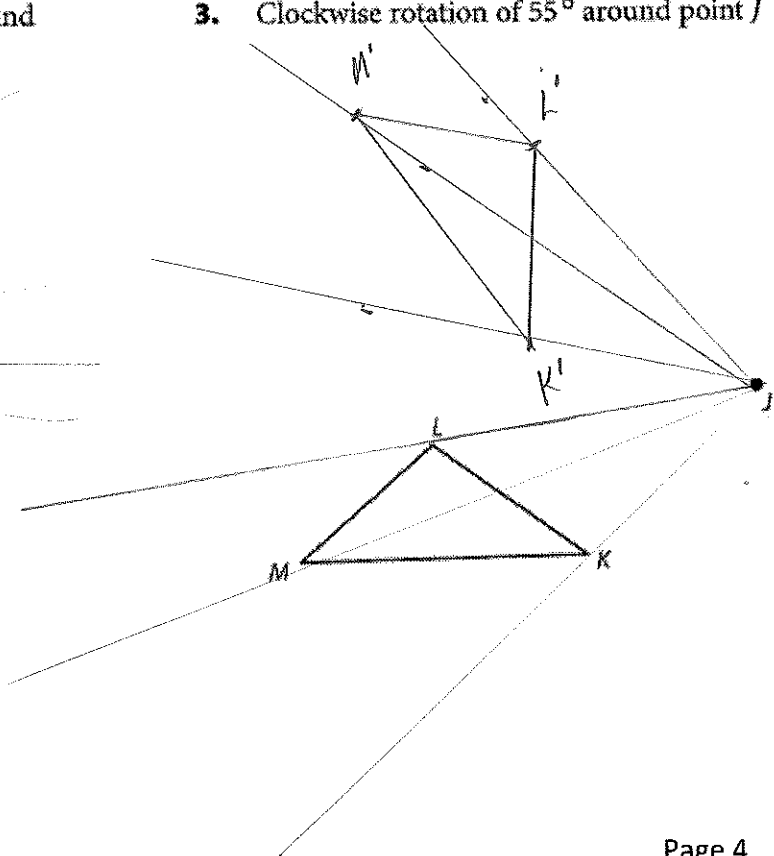 nd
3. Clockwise rotation of 55° around point J
M'
L'
K'
J
L
M
K
Page 4